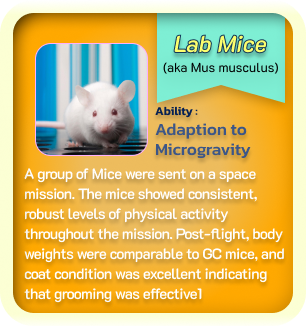 Lab Mice
(aka Mus musculus)
Ability :
Adaption to
Microgravity
A group of Mice were sent on a space
mission. The mice showed consistent,
robust levels of physical activity
throughout the mission. Post-flight, body
weights were comparable to GC mice, and
coat condition was excellent indicating
that grooming was effective1